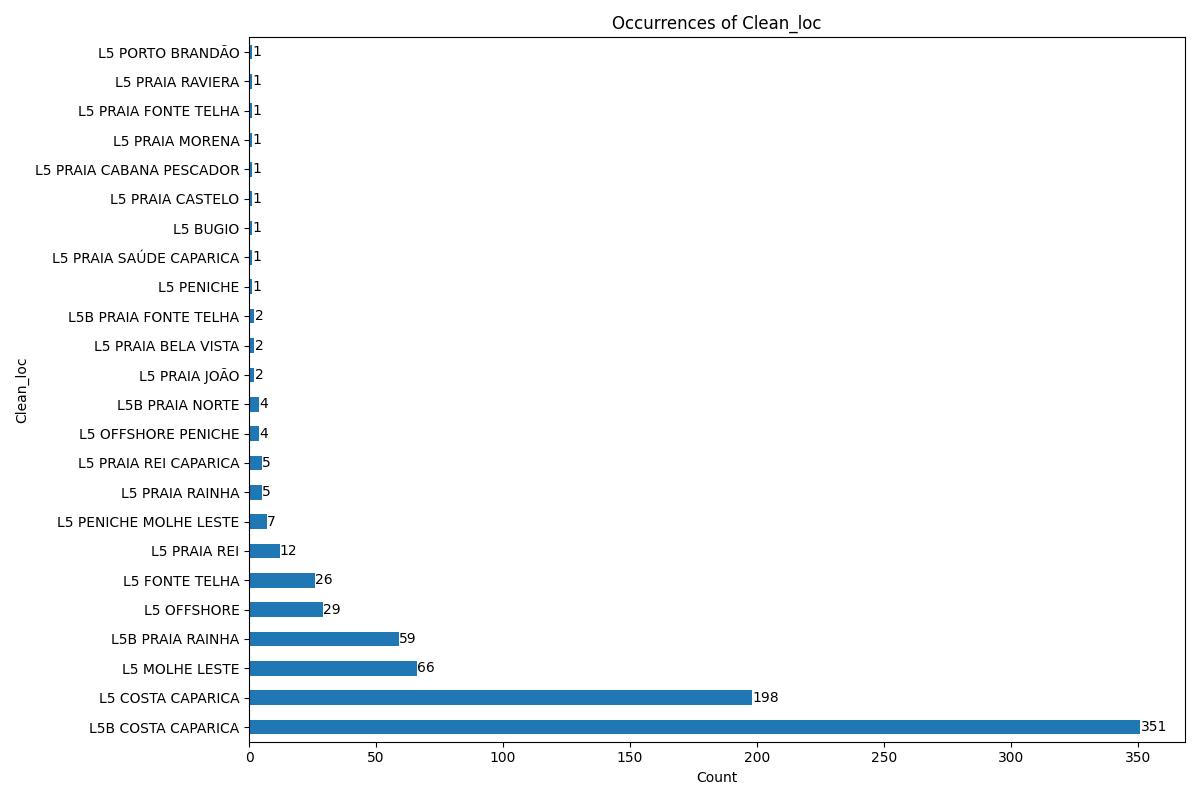 Occurrences of Clean_loc
L5 PORTO BRANDÃO 1
L5 PRAIA RAVIERA 1
L5 PRAIA FONTE TELHA 1
L5 PRAIA MORENA 1
L5 PRAIA CABANA PESCADOR 1
L5 PRAIA CASTELO 1
L5 BUGIO 1
L5 PRAIA SAÚDE CAPARICA 1
L5 PENICHE 1
L5B PRAIA FONTE TELHA 2
L5 PRAIA BELA VISTA 2
L5 PRAIA JOÃO 2
L5B PRAIA NORTE 4
L5 OFFSHORE PENICHE 4
L5 PRAIA REI CAPARICA 5
L5 PRAIA RAINHA 5
L5 PENICHE MOLHE LESTE 7
L5 PRAIA REI 12
L5 FONTE TELHA 26
L5 OFFSHORE 29
L5B PRAIA RAINHA 59
L5 MOLHE LESTE 66
L5 COSTA CAPARICA 198
L5B COSTA CAPARICA 351
Clean_loc
0 50 100 150 200 250 300 350
Count